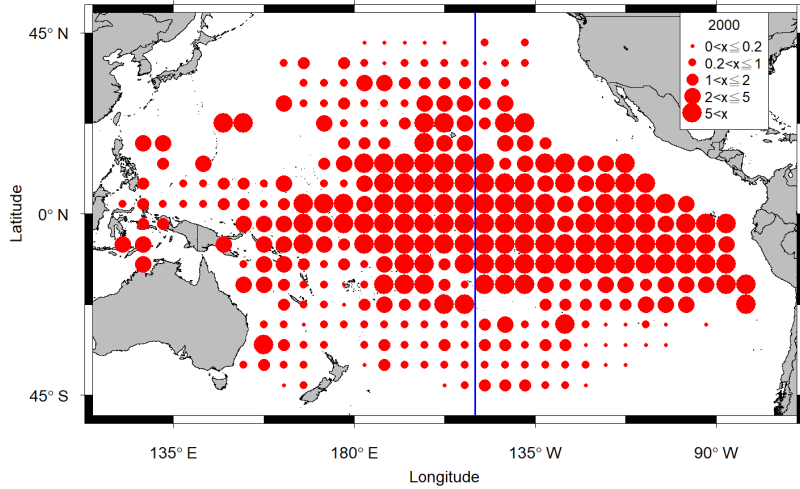 2000
0<x≦0.2
0.2<x≦1
1<x≦2
2<x≦5
5<x
45° N
0° N
45° S
Latitude
135° E
180° E
135° W
90° W
Longitude